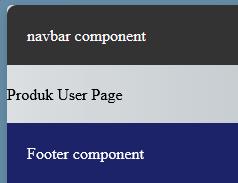 navbar component
Produk User Page
Footer component